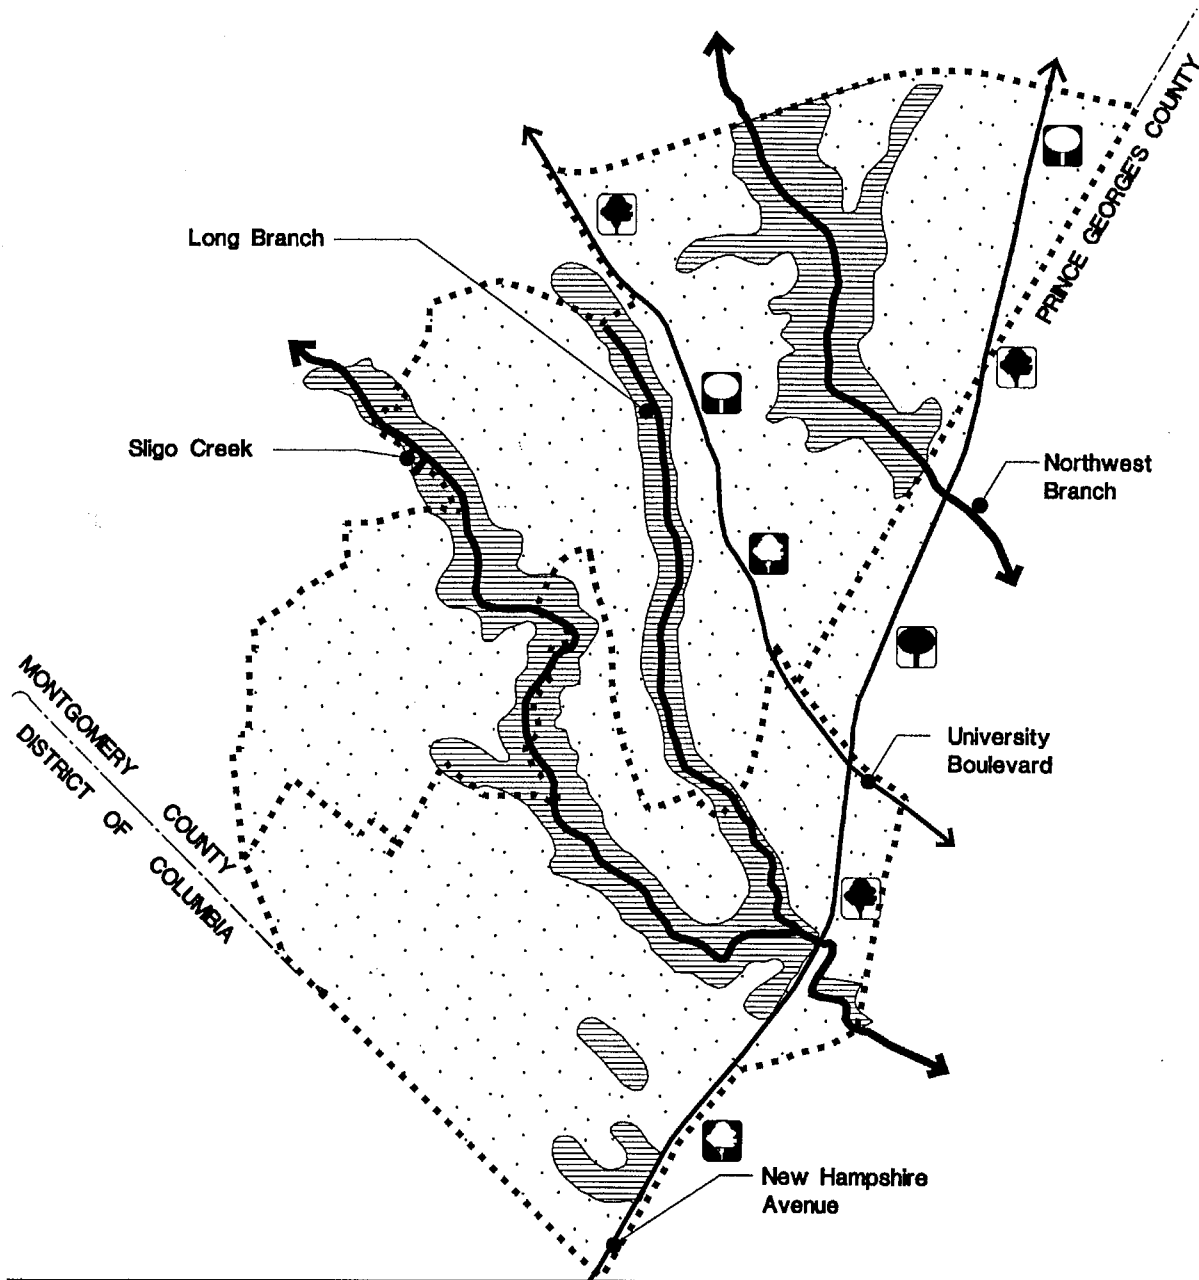 PRINCE GEORGE'S COUNTY
Long Branch
Sligo Creek
Northwest
Branch
MONTGOMERY COUNTY
DISTRICT OF COLUMBIA
University
Boulevard
New Hampshire
Avenue